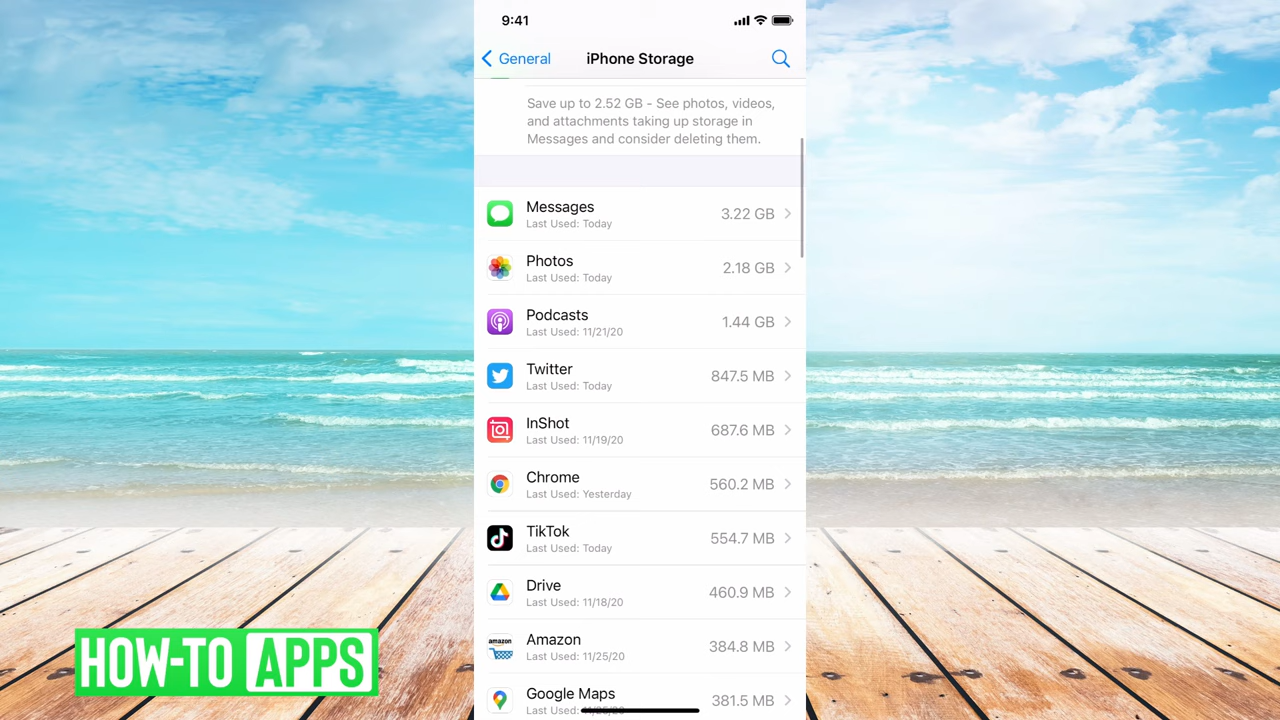 9:41
General
iPhone Storage
Save up to 2.52 GB - See photos, videos,
and attachments taking up storage in
Messages and consider deleting them.
Messages
3.22 GB
Last Used: Today
Photos
2.18 GB
Last Used: Today
Podcasts
1.44 GB
Last Used: 11/21/20
Twitter
847.5 MB
Last Used: Today
InShot
687.6 MB
Last Used: 11/19/20
Chrome
560.2 MB
Last Used: Yesterday
TikTok
554.7 MB
Last Used: Today
Drive
460.9 MB
Last Used: 11/18/20
amazon
Amazon
384.8 MB
Last Used: 11/25/20
Google Maps
381.5 MB
Last Used:
HOW-TO APPS